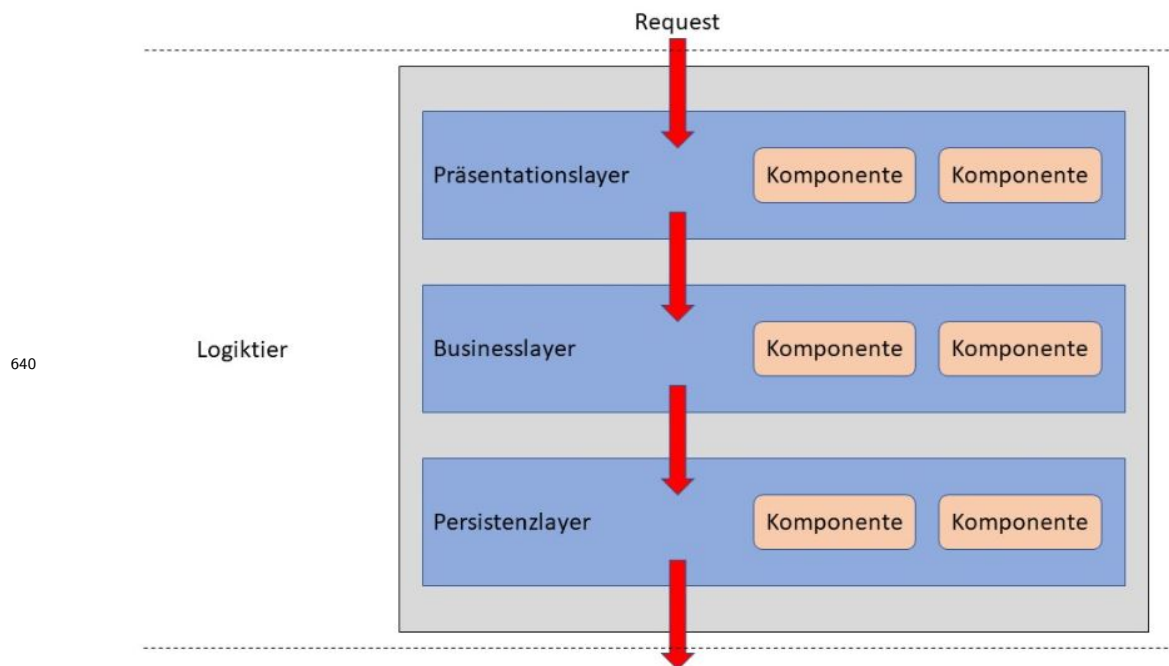 Request
Präsentationslayer
Komponente
Komponente
640
Logiktier
Businesslayer
Komponente
Komponente
Persistenzlayer
Komponente
Komponente